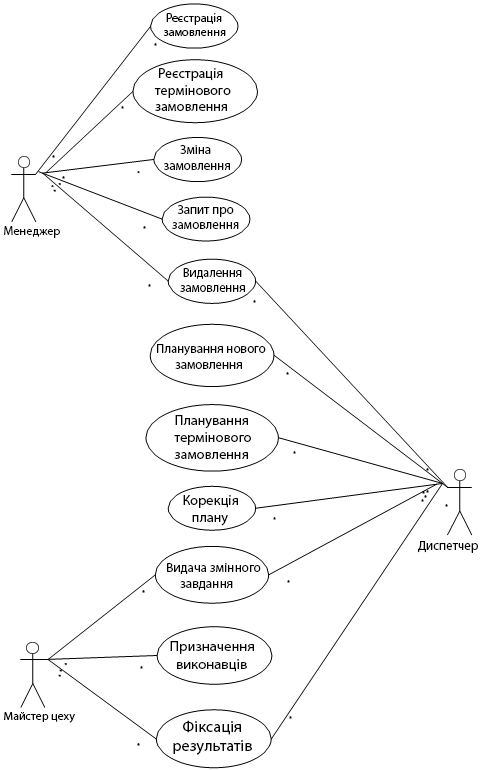 Реєстрація
замовлення
Реєстрація
термінового
замовлення
Зміна
замовлення
Запит про
замовлення
Менеджер
Видалення
замовлення
Планування нового
замовлення
Планування
термінового
замовлення
Корекція
плану
Диспетчер
Видача змінного
завдання
Призначення
виконавців
Майстер цеху
Фіксація
результатів